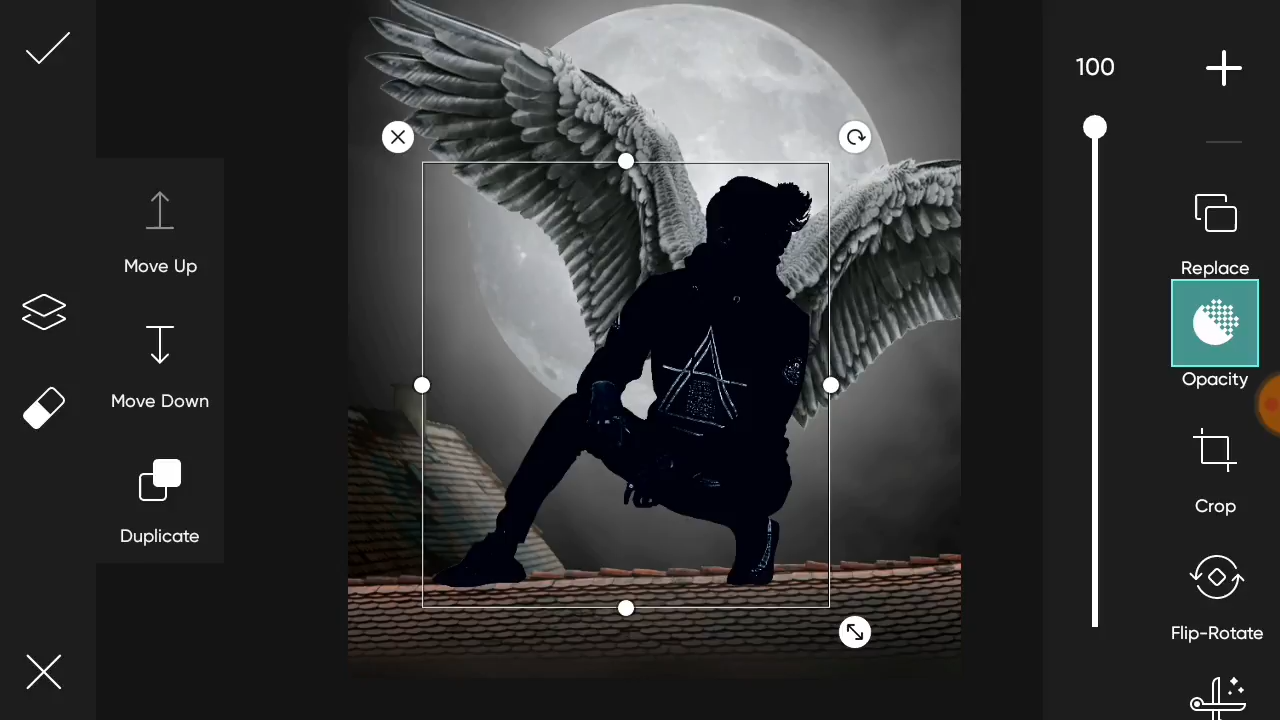 100
Move Up
Replace
Move Down
Opacity
Crop
Duplicate
Flip-Rotate